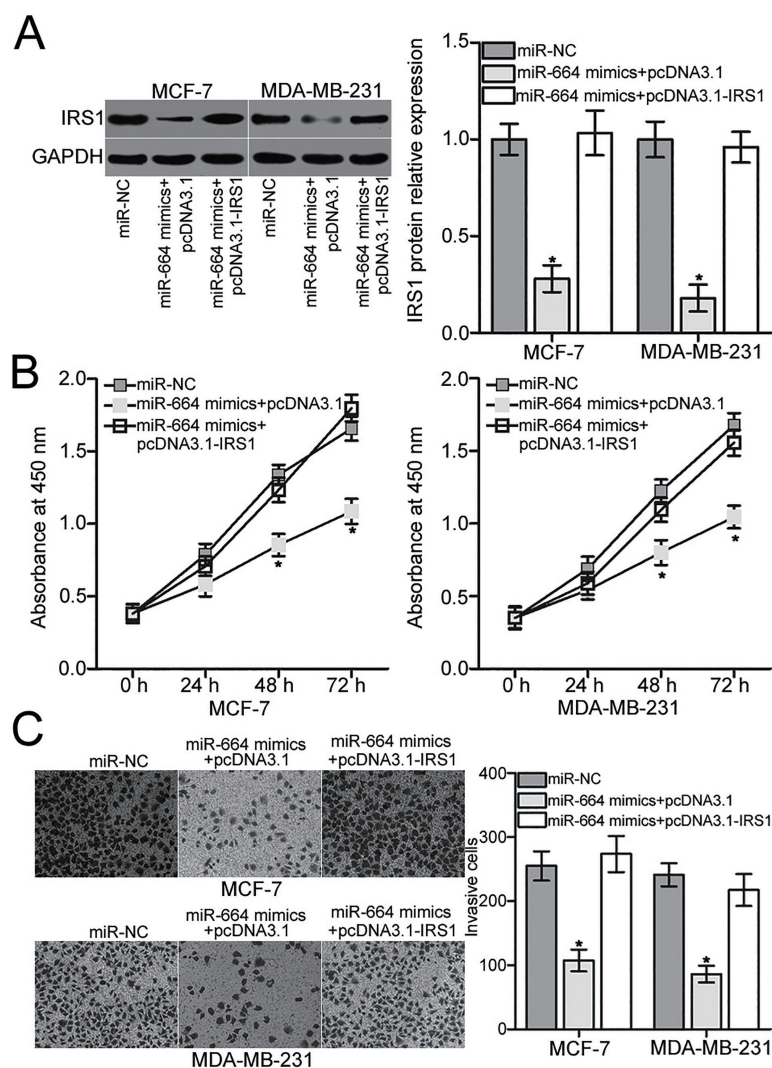 A
MCF-7 MDA-MB-231
IRS1
GAPDH
miR-NC
miR-664 mimics+
pcDNA3.1
miR-664 mimics+
pcDNA3.1-IRS1
miR-NC
miR-664 mimics+
pcDNA3.1
miR-664 mimics+
pcDNA3.1-IRS1
IRS1 protein relative expression
1.5
1.0
0.5
0.0
miR-NC
miR-664 mimics+pcDNA3.1
miR-664 mimics+pcDNA3.1-IRS1
*
*
MCF-7 MDA-MB-231
B
Absorbance at 450 nm
2.0
1.5
1.0
0.5
0.0
miR-NC
miR-664 mimics+pcDNA3.1
miR-664 mimics+
pcDNA3.1-IRS1
*
*
0 h 24 h 48 h 72 h
MCF-7
Absorbance at 450 nm
2.0
1.5
1.0
0.5
0.0
miR-NC
miR-664 mimics+pcDNA3.1
miR-664 mimics+
pcDNA3.1-IRS1
*
*
0 h 24 h 48 h 72 h
MDA-MB-231
C
miR-NC
miR-664 mimics
+pcDNA3.1
miR-664 mimics
+pcDNA3.1-IRS1
MCF-7
miR-NC
miR-664 mimics
+pcDNA3.1
miR-664 mimics
+pcDNA3.1-IRS1
MDA-MB-231
Invasive cells
400
300
200
100
0
miR-NC
miR-664 mimics+pcDNA3.1
miR-664 mimics+pcDNA3.1-IRS1
*
*
MCF-7 MDA-MB-231